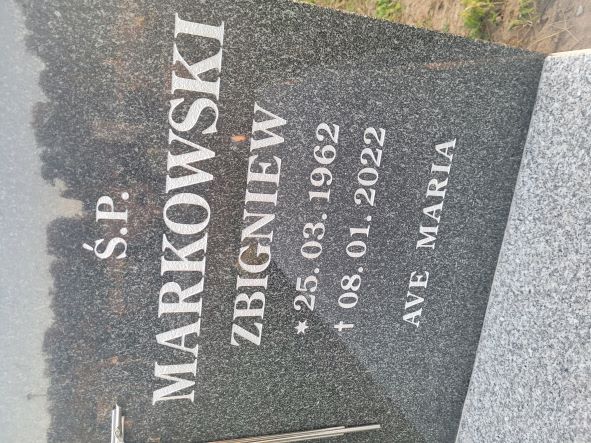 Ś.P.
MARKOWSKI
ZBIGNIEW
★25.03.1962
✝08.01.2022
AVE MARIA